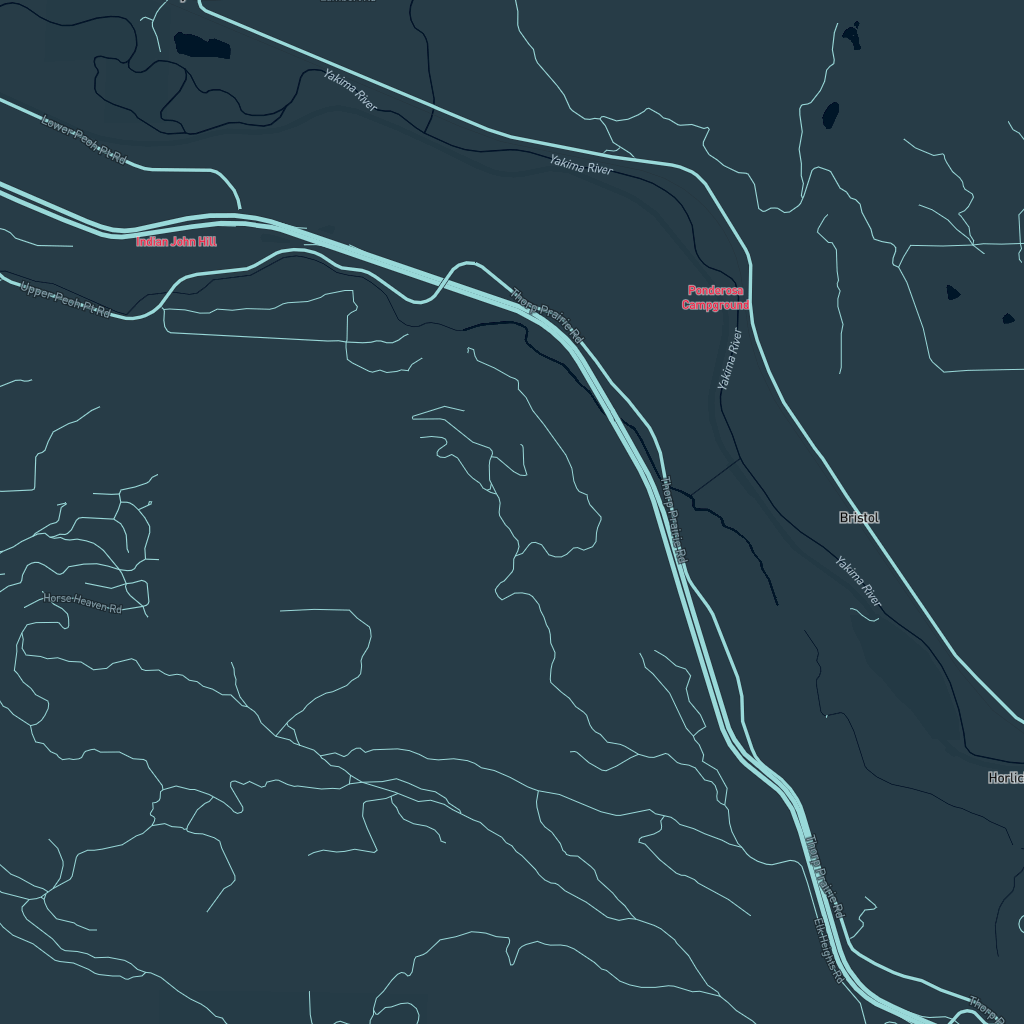 Yakima River
Lower Peoh Pt Rd
Yakima River
Indian John Hill
Upper Peoh Pt Rd
Ponderosa
Campground
Thorp Prairie Rd
Yakima River
Thorp Prairie Rd
Bristol
Yakima River
Horse Heaven Rd
Thorp Prairie Rd
Elk Heights Rd